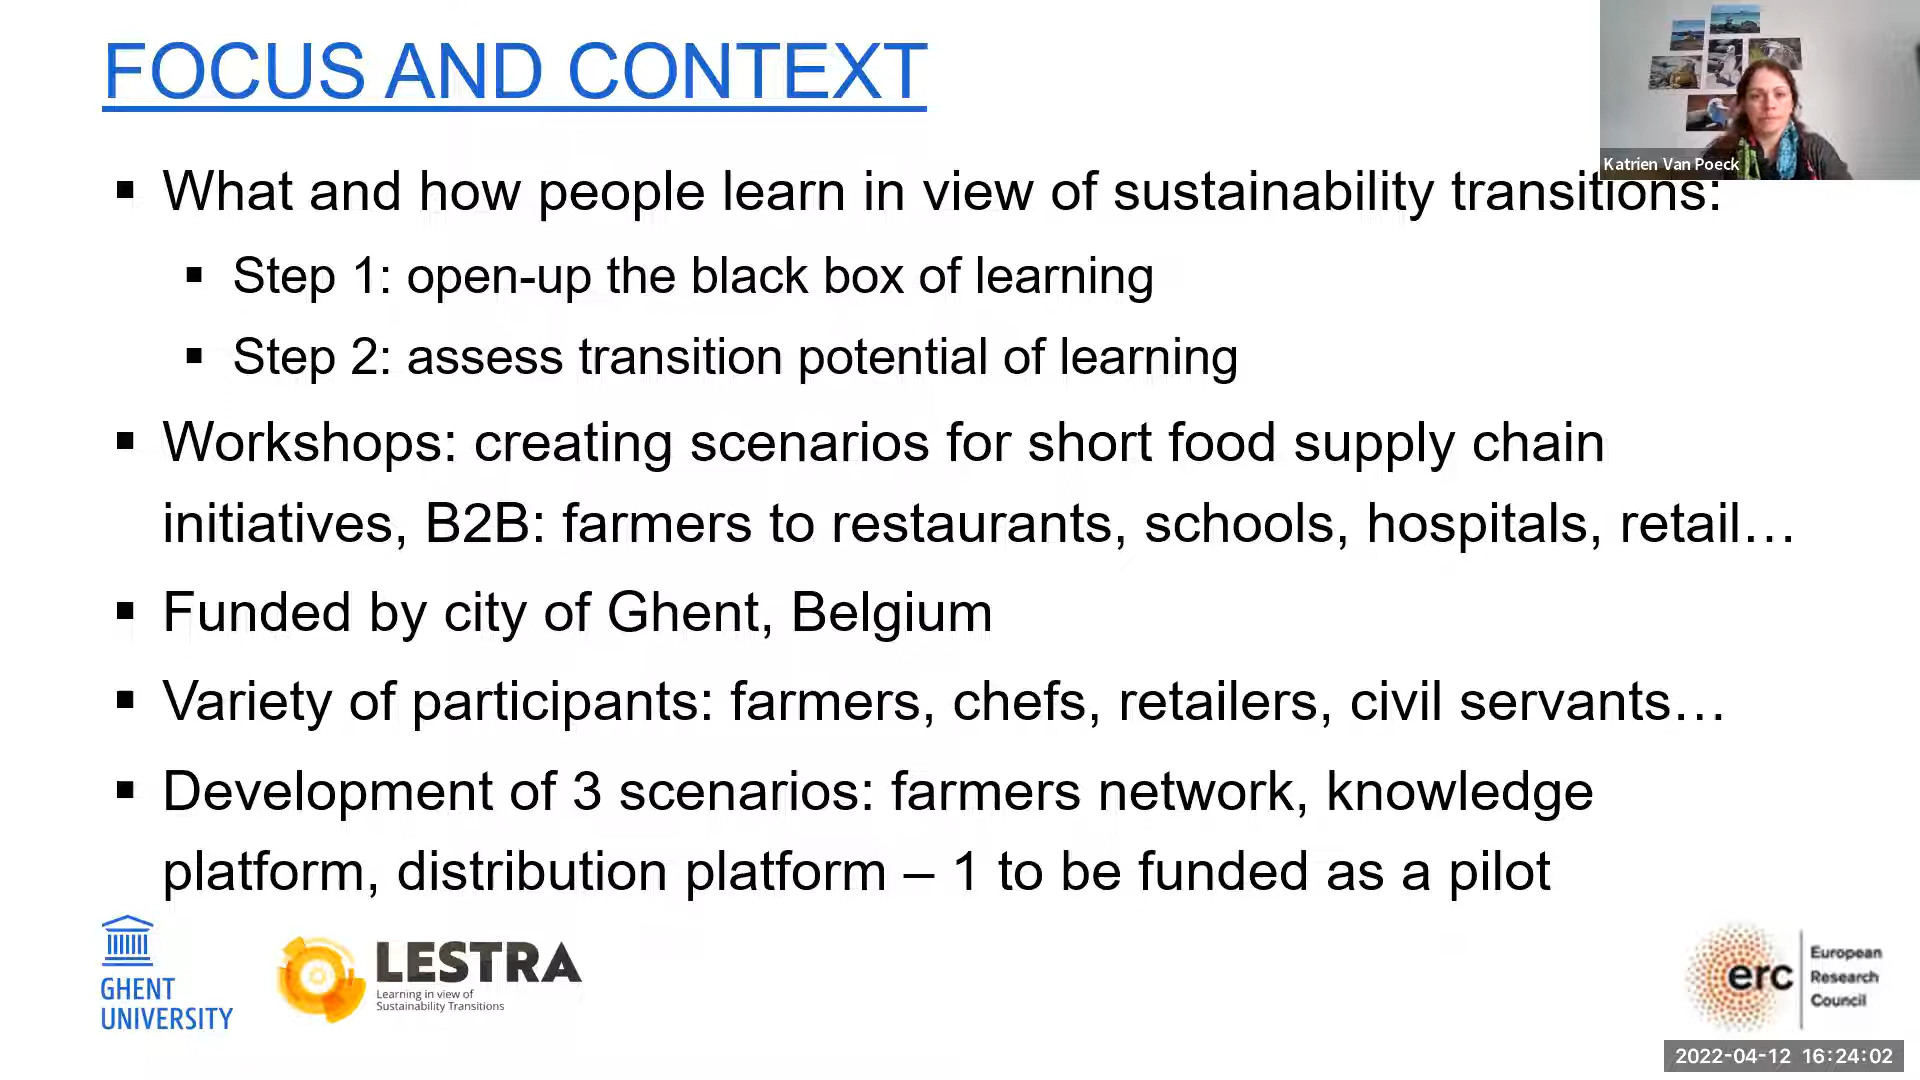 FOCUS AND CONTEXT
Katrien Van Poeck
▪ What and how people learn in view of sustainability transitions:
▪ Step 1: open-up the black box of learning
▪ Step 2: assess transition potential of learning
▪ Workshops: creating scenarios for short food supply chain
initiatives, B2B: farmers to restaurants, schools, hospitals, retail…
▪ Funded by city of Ghent, Belgium
▪ Variety of participants: farmers, chefs, retailers, civil servants…
▪ Development of 3 scenarios: farmers network, knowledge
platform, distribution platform – 1 to be funded as a pilot
GHENT
UNIVERSITY
LESTRA
Learning in view of
Sustainability Transitions
erc
European
Research
Council
2022-04-12 16:24:02